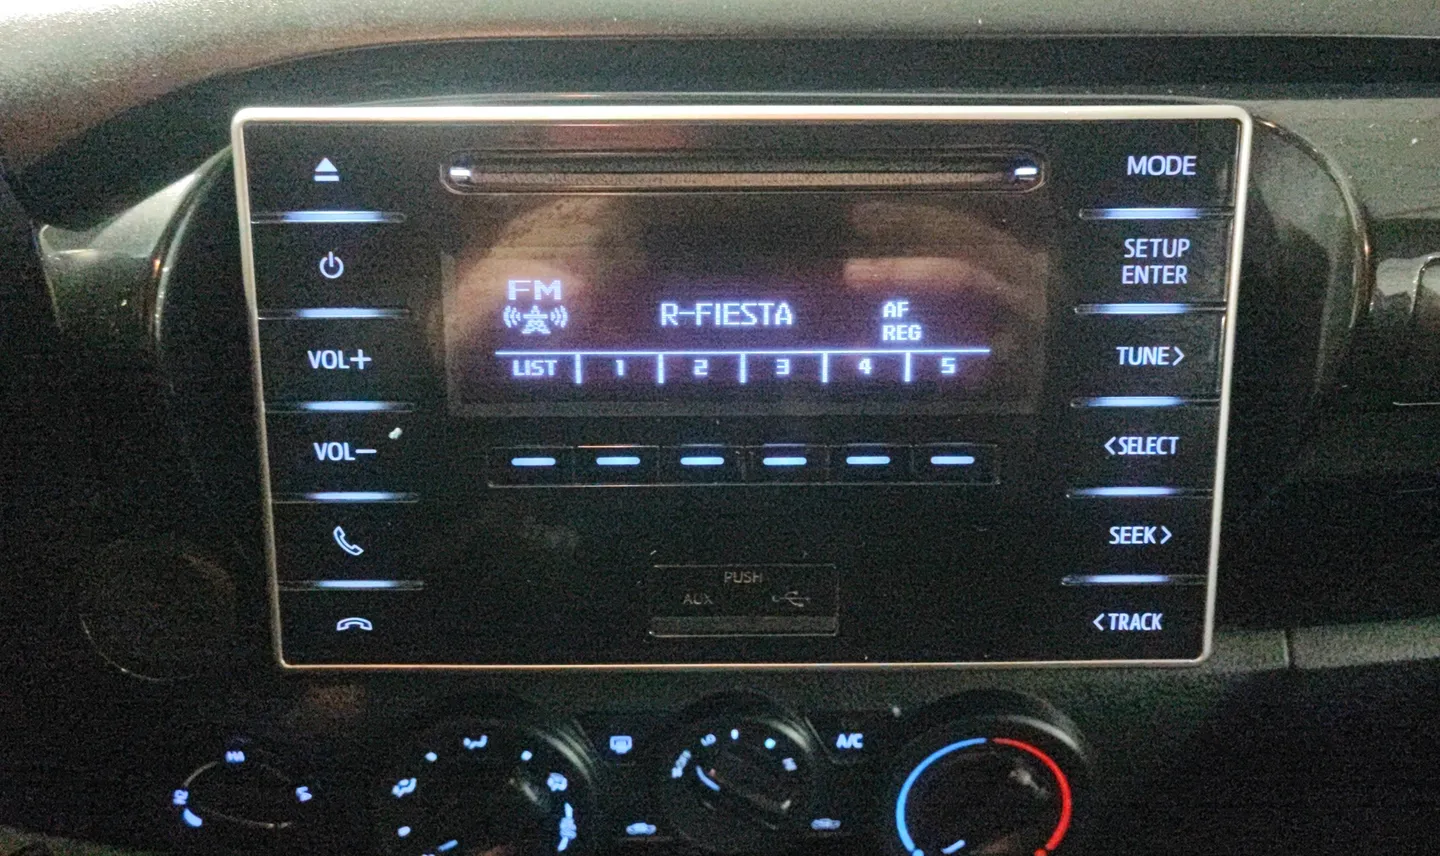 MODE
SETUP
ENTER
FM
R-FIESTA
AF
REG
VOL+
TUNE>
LIST 1 2 3 4 5
VOL-
<SELECT
SEEK>
PUSH
AUX
<TRACK
A/C